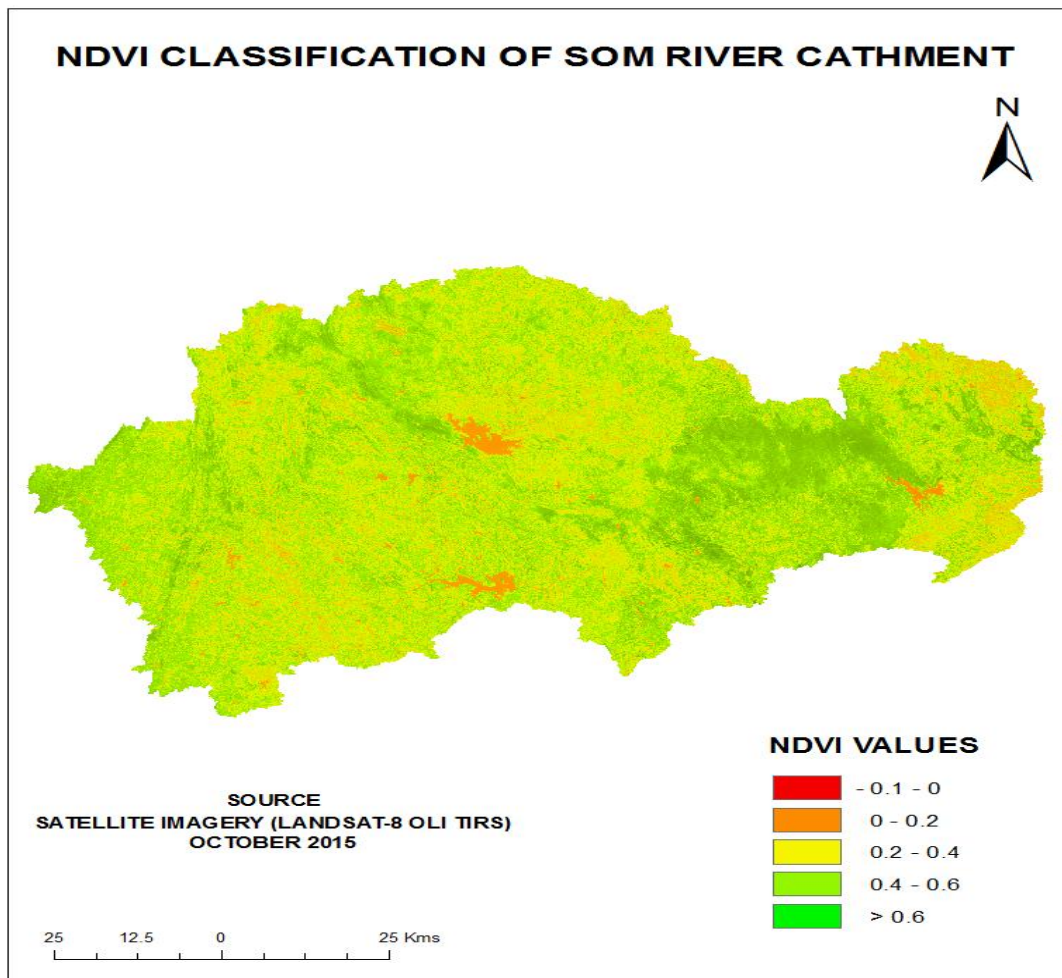 NDVI CLASSIFICATION OF SOM RIVER CATHMENT
N
NDVI VALUES
- 0.1 - 0
0 - 0.2
0.2 - 0.4
0.4 - 0.6
> 0.6
SOURCE
SATELLITE IMAGERY (LANDSAT-8 OLI TIRS)
OCTOBER 2015
25 12.5 0 25 Kms